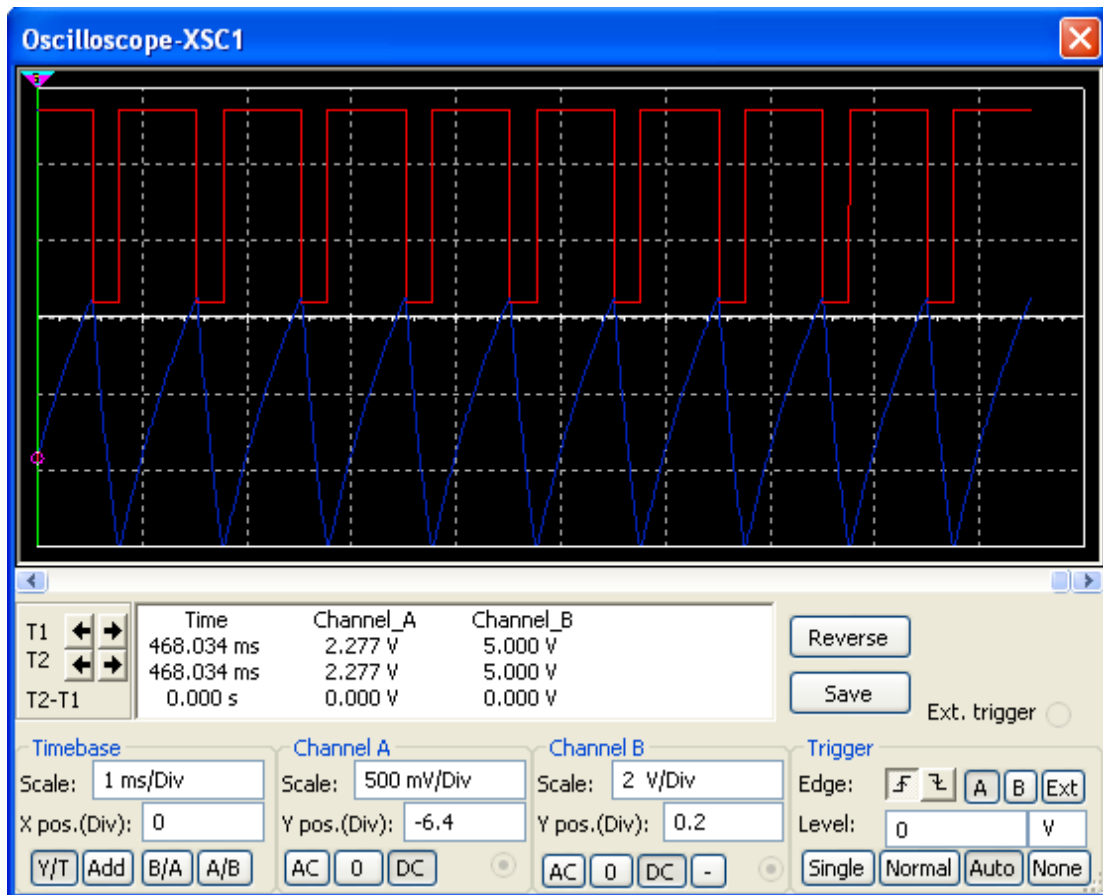 Oscilloscope-XSC1
Time Channel_A Channel_B
T1 468.034 ms 2.277 V 5.000 V
T2 468.034 ms 2.277 V 5.000 V
T2-T1 0.000 s 0.000 V 0.000 V
Reverse
Save
Ext. trigger
Timebase
Scale: 1 ms/Div
X pos.(Div): 0
Y/T Add B/A A/B
Channel A
Scale: 500 mV/Div
Y pos.(Div): -6.4
AC 0 DC
Channel B
Scale: 2 V/Div
Y pos.(Div): 0.2
AC 0 DC -
Trigger
Edge: A B Ext
Level: 0 V
Single Normal Auto None